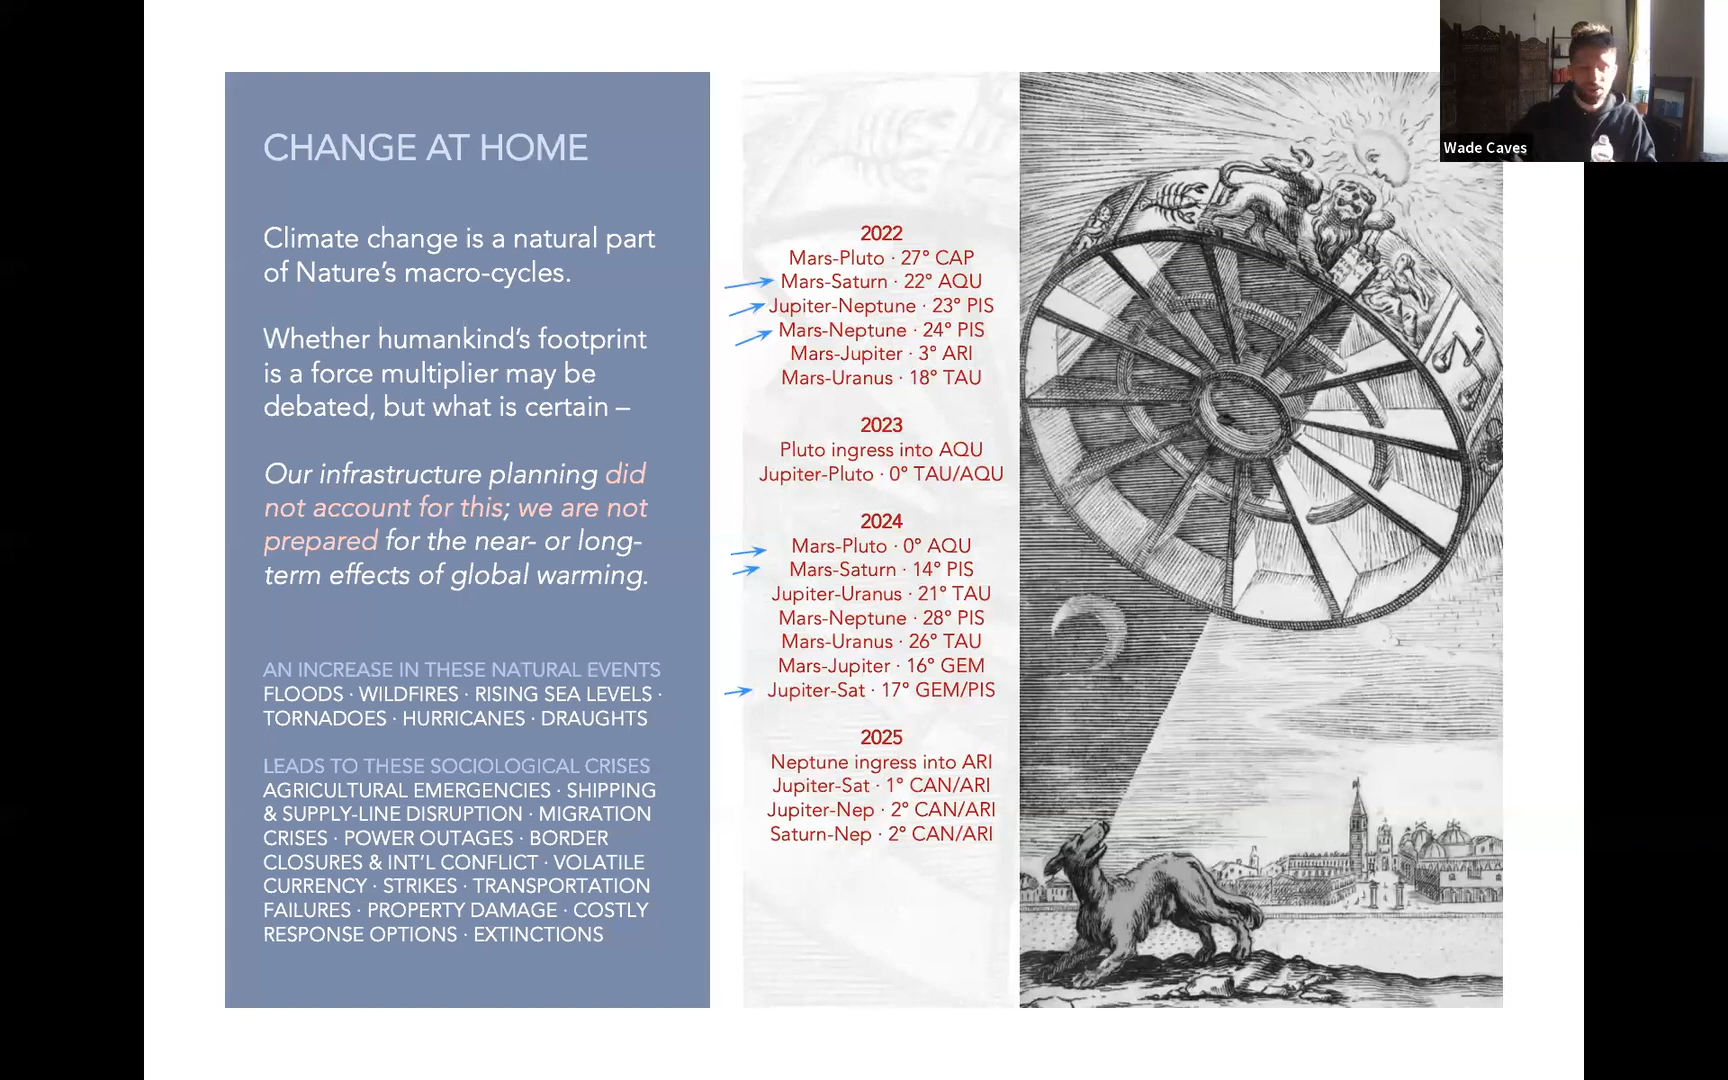 CHANGE AT HOME
Climate change is a natural part
of Nature's macro-cycles.
Whether humankind's footprint
is a force multiplier may be
debated, but what is certain –
Our infrastructure planning did
not account for this; we are not
prepared for the near- or long-
term effects of global warming.
AN INCREASE IN THESE NATURAL EVENTS
FLOODS · WILDFIRES · RISING SEA LEVELS ·
TORNADOES · HURRICANES · DRAUGHTS
LEADS TO THESE SOCIOLOGICAL CRISES
AGRICULTURAL EMERGENCIES · SHIPPING
& SUPPLY-LINE DISRUPTION · MIGRATION
CRISES · POWER OUTAGES · BORDER
CLOSURES & INT'L CONFLICT · VOLATILE
CURRENCY · STRIKES · TRANSPORTATION
FAILURES · PROPERTY DAMAGE · COSTLY
RESPONSE OPTIONS · EXTINCTIONS
2022
Mars-Pluto · 27° CAP
Mars-Saturn · 22° AQU
Jupiter-Neptune · 23° PIS
Mars-Neptune · 24° PIS
Mars-Jupiter · 3° ARI
Mars-Uranus · 18° TAU
2023
Pluto ingress into AQU
Jupiter-Pluto · 0° TAU/AQU
2024
Mars-Pluto · 0° AQU
Mars-Saturn · 14° PIS
Jupiter-Uranus · 21° TAU
Mars-Neptune · 28° PIS
Mars-Uranus · 26° TAU
Mars-Jupiter · 16° GEM
Jupiter-Sat · 17° GEM/PIS
2025
Neptune ingress into ARI
Jupiter-Sat · 1° CAN/ARI
Jupiter-Nep · 2° CAN/ARI
Saturn-Nep · 2° CAN/ARI
Wade Caves